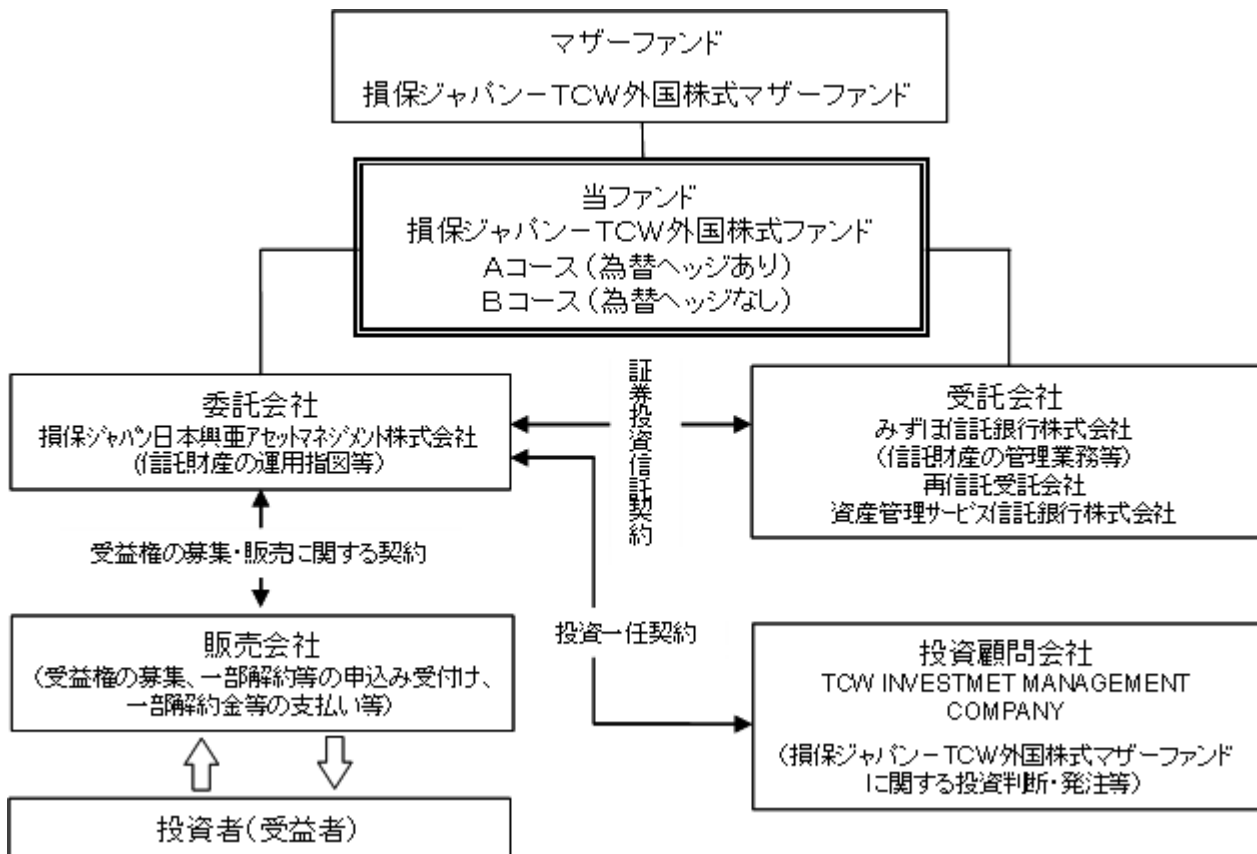 マザーファンド
損保ジャパン－TCW外国株式マザーファンド
当ファンド
損保ジャパン－TCW外国株式ファンド
Aコース（為替ヘッジあり）
Bコース（為替ヘッジなし）
委託会社
損保ジャパン日本興亜アセットマネジメント株式会社
(信託財産の運用指図等)
証券投資信託契約
受託会社
みずほ信託銀行株式会社
(信託財産の管理業務等)
再信託受託会社
資産管理サービス信託銀行株式会社
受益権の募集・販売に関する契約
投資一任契約
販売会社
(受益権の募集、一部解約等の申込み受付け、
一部解約金等の支払い等)
投資顧問会社
TCW INVESTMET MANAGEMENT
COMPANY
(損保ジャパン－TCW外国株式マザーファンド
に関する投資判断・発注等)
投資者(受益者)